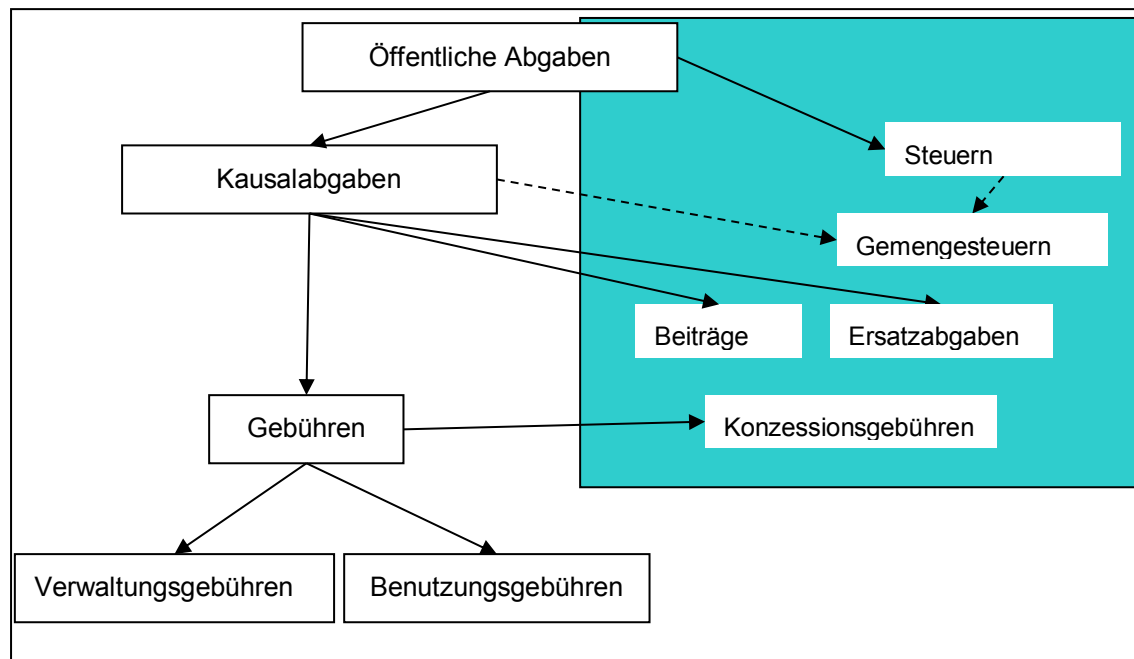 Öffentliche Abgaben
Steuern
Kausalabgaben
Gemengesteuern
Beiträge
Ersatzabgaben
Gebühren
Konzessionsgebühren
Verwaltungsgebühren
Benutzungsgebühren